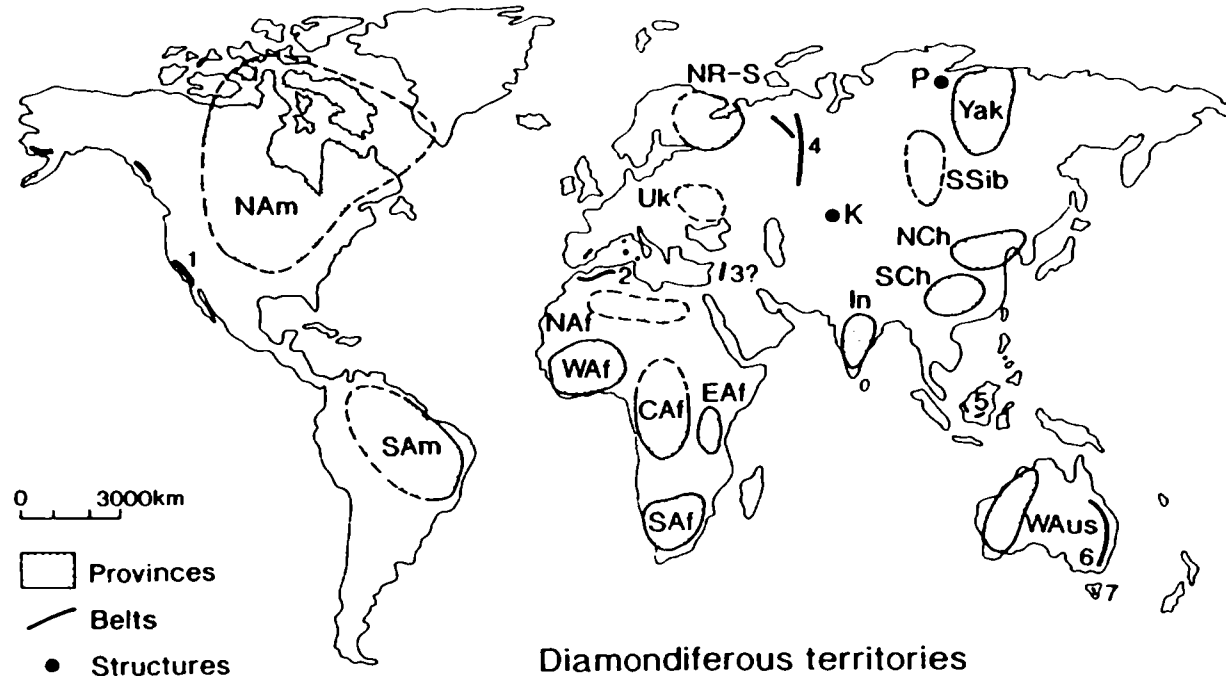 NR-S
P
Yak
4
SSib
NAm
Uk
K
NCh
1
2
3?
SCh
In
NAf
WAf
CAf
EAf
5
SAm
0 3000km
SAf
WAus
6
7
Provinces
Belts
Structures
Diamondiferous territories